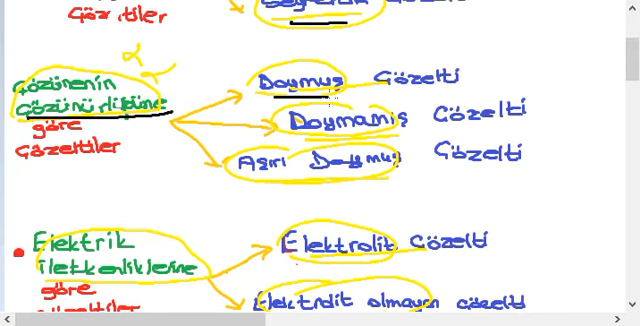 Çözeltiler
Çözünenin
Çözünürlüğüne
göre
Çözeltiler
Doymuş Çözelti
Doymamış Çözelti
Aşırı Doymuş Çözelti
Elektrik
iletkenliklerine
göre
Elektrolit Çözelti
Elektrolit olmayan çözelti